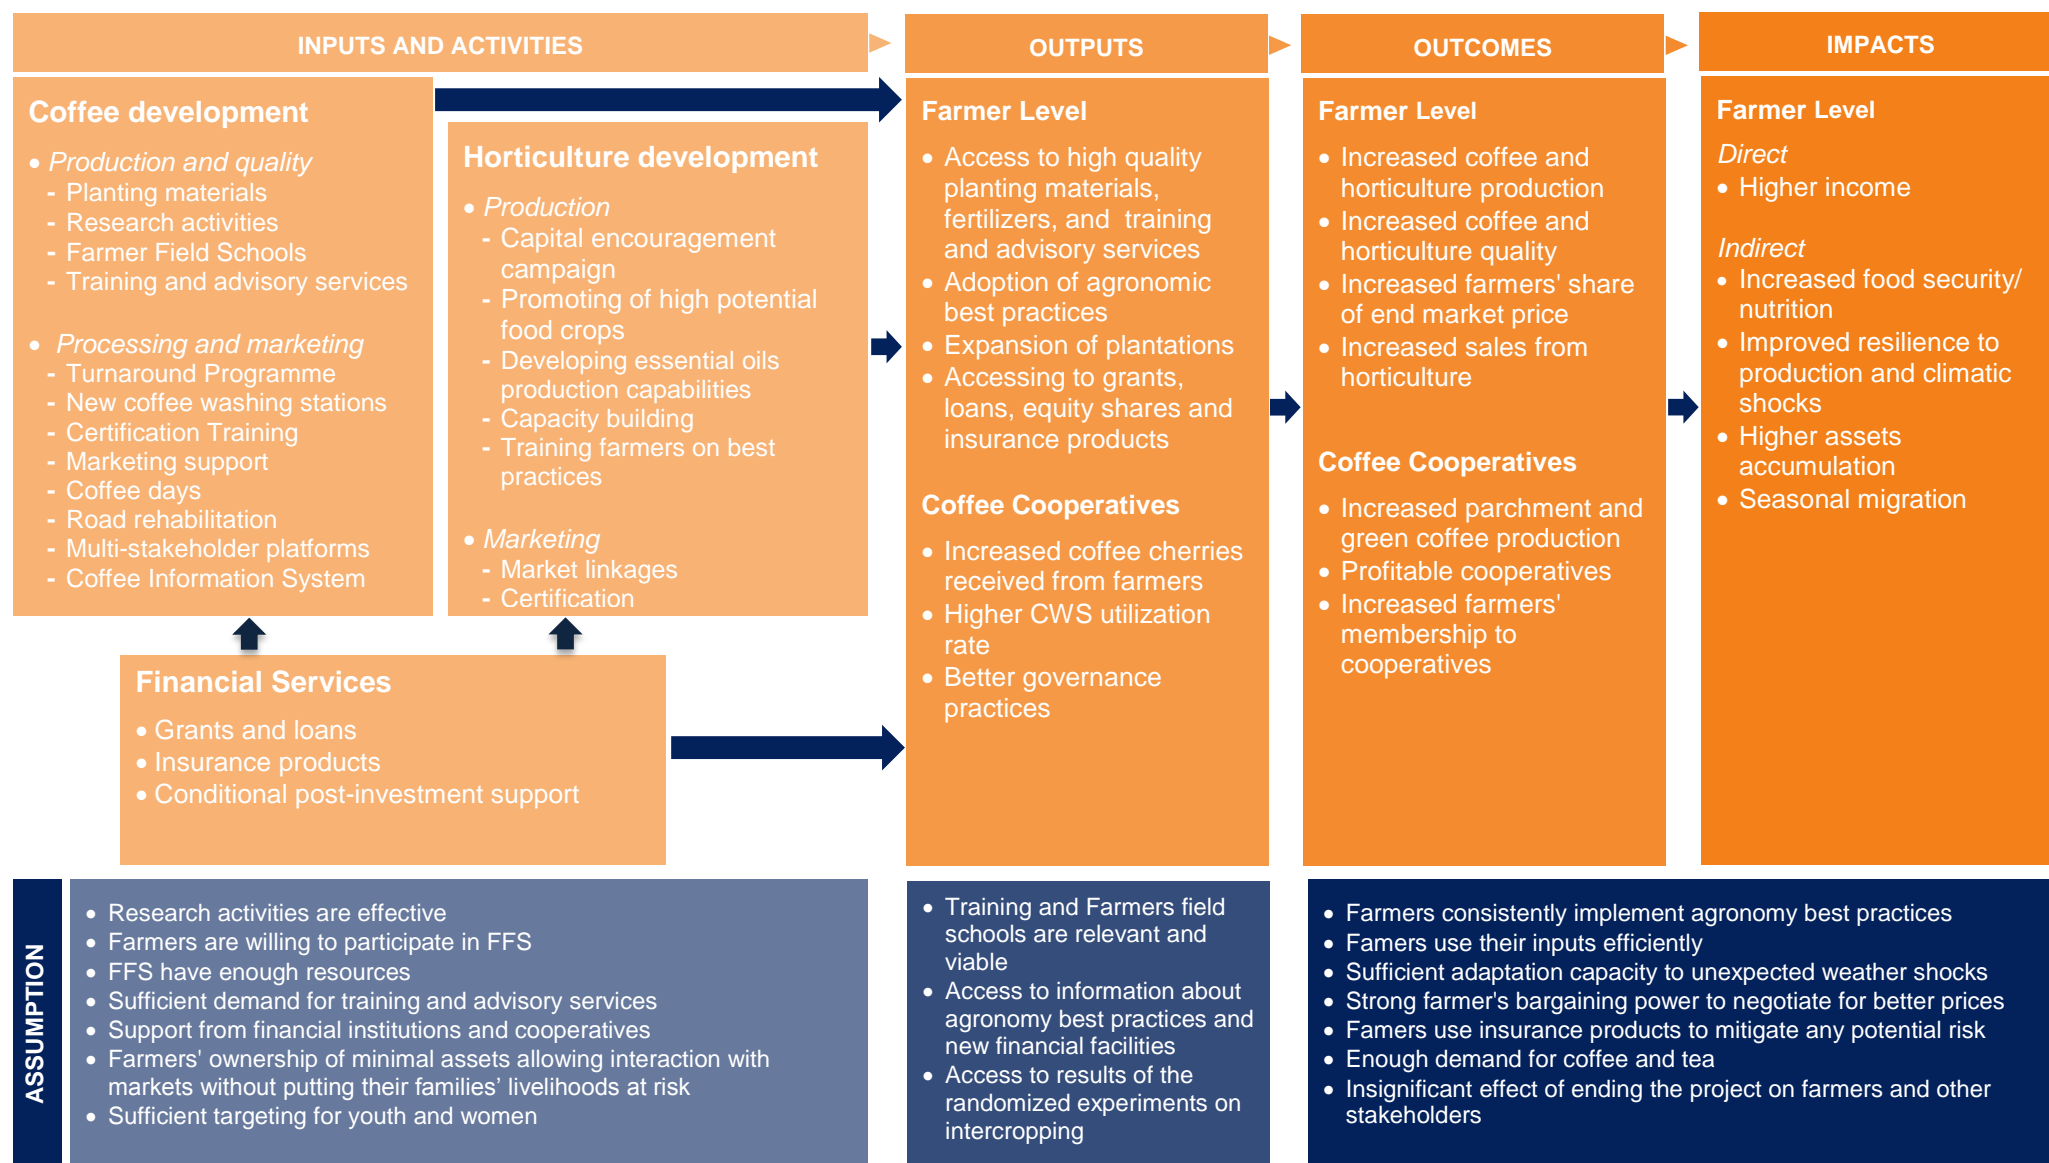 INPUTS AND ACTIVITIES
OUTPUTS
OUTCOMES
IMPACTS
Coffee development
• Production and quality
- Planting materials
- Research activities
- Farmer Field Schools
- Training and advisory services
• Processing and marketing
- Turnaround Programme
- New coffee washing stations
- Certification Training
- Marketing support
- Coffee days
- Road rehabilitation
- Multi-stakeholder platforms
- Coffee Information System
Horticulture development
• Production
- Capital encouragement
campaign
- Promoting of high potential
food crops
- Developing essential oils
production capabilities
- Capacity building
- Training farmers on best
practices
• Marketing
- Market linkages
- Certification
Financial Services
• Grants and loans
• Insurance products
• Conditional post-investment support
Farmer Level
• Access to high quality
planting materials,
fertilizers, and training
and advisory services
• Adoption of agronomic
best practices
• Expansion of plantations
• Accessing to grants,
loans, equity shares and
insurance products
Coffee Cooperatives
• Increased coffee cherries
received from farmers
• Higher CWS utilization
rate
• Better governance
practices
Farmer Level
• Increased coffee and
horticulture production
• Increased coffee and
horticulture quality
• Increased farmers' share
of end market price
• Increased sales from
horticulture
Coffee Cooperatives
• Increased parchment and
green coffee production
• Profitable cooperatives
• Increased farmers'
membership to
cooperatives
Farmer Level
Direct
• Higher income
Indirect
• Increased food security/
nutrition
• Improved resilience to
production and climatic
shocks
• Higher assets
accumulation
• Seasonal migration
ASSUMPTION
• Research activities are effective
• Farmers are willing to participate in FFS
• FFS have enough resources
• Sufficient demand for training and advisory services
• Support from financial institutions and cooperatives
• Farmers' ownership of minimal assets allowing interaction with
markets without putting their families’ livelihoods at risk
• Sufficient targeting for youth and women
• Training and Farmers field
schools are relevant and
viable
• Access to information about
agronomy best practices and
new financial facilities
• Access to results of the
randomized experiments on
intercropping
• Farmers consistently implement agronomy best practices
• Famers use their inputs efficiently
• Sufficient adaptation capacity to unexpected weather shocks
• Strong farmer's bargaining power to negotiate for better prices
• Famers use insurance products to mitigate any potential risk
• Enough demand for coffee and tea
• Insignificant effect of ending the project on farmers and other
stakeholders